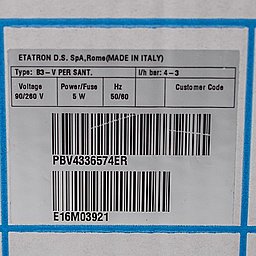 ETATRON D.S. SpA,Rome(MADE IN ITALY)
Type: B3-V PER SANT. l/h bar: 4-3
Voltage Power/Fuse Hz Customer Code
90/260 V 5 W 50/60
PBV4336574ER
E16M03921